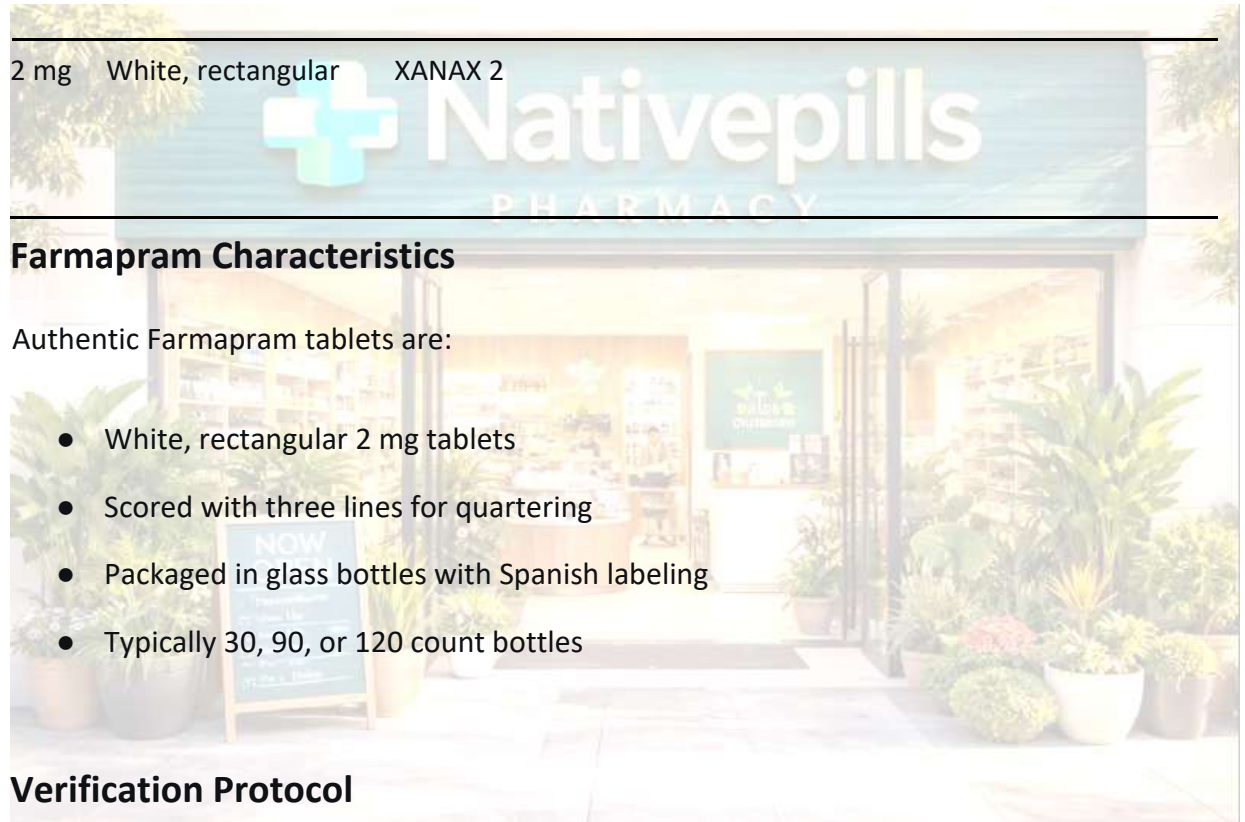 2 mg White, rectangular XANAX 2
Nativepills
PHARMACY
Farmapram Characteristics
Authentic Farmapram tablets are:
● White, rectangular 2 mg tablets
● Scored with three lines for quartering
NOW
● Packaged in glass bottles with Spanish labeling
● Typically 30, 90, or 120 count bottles
Verification Protocol